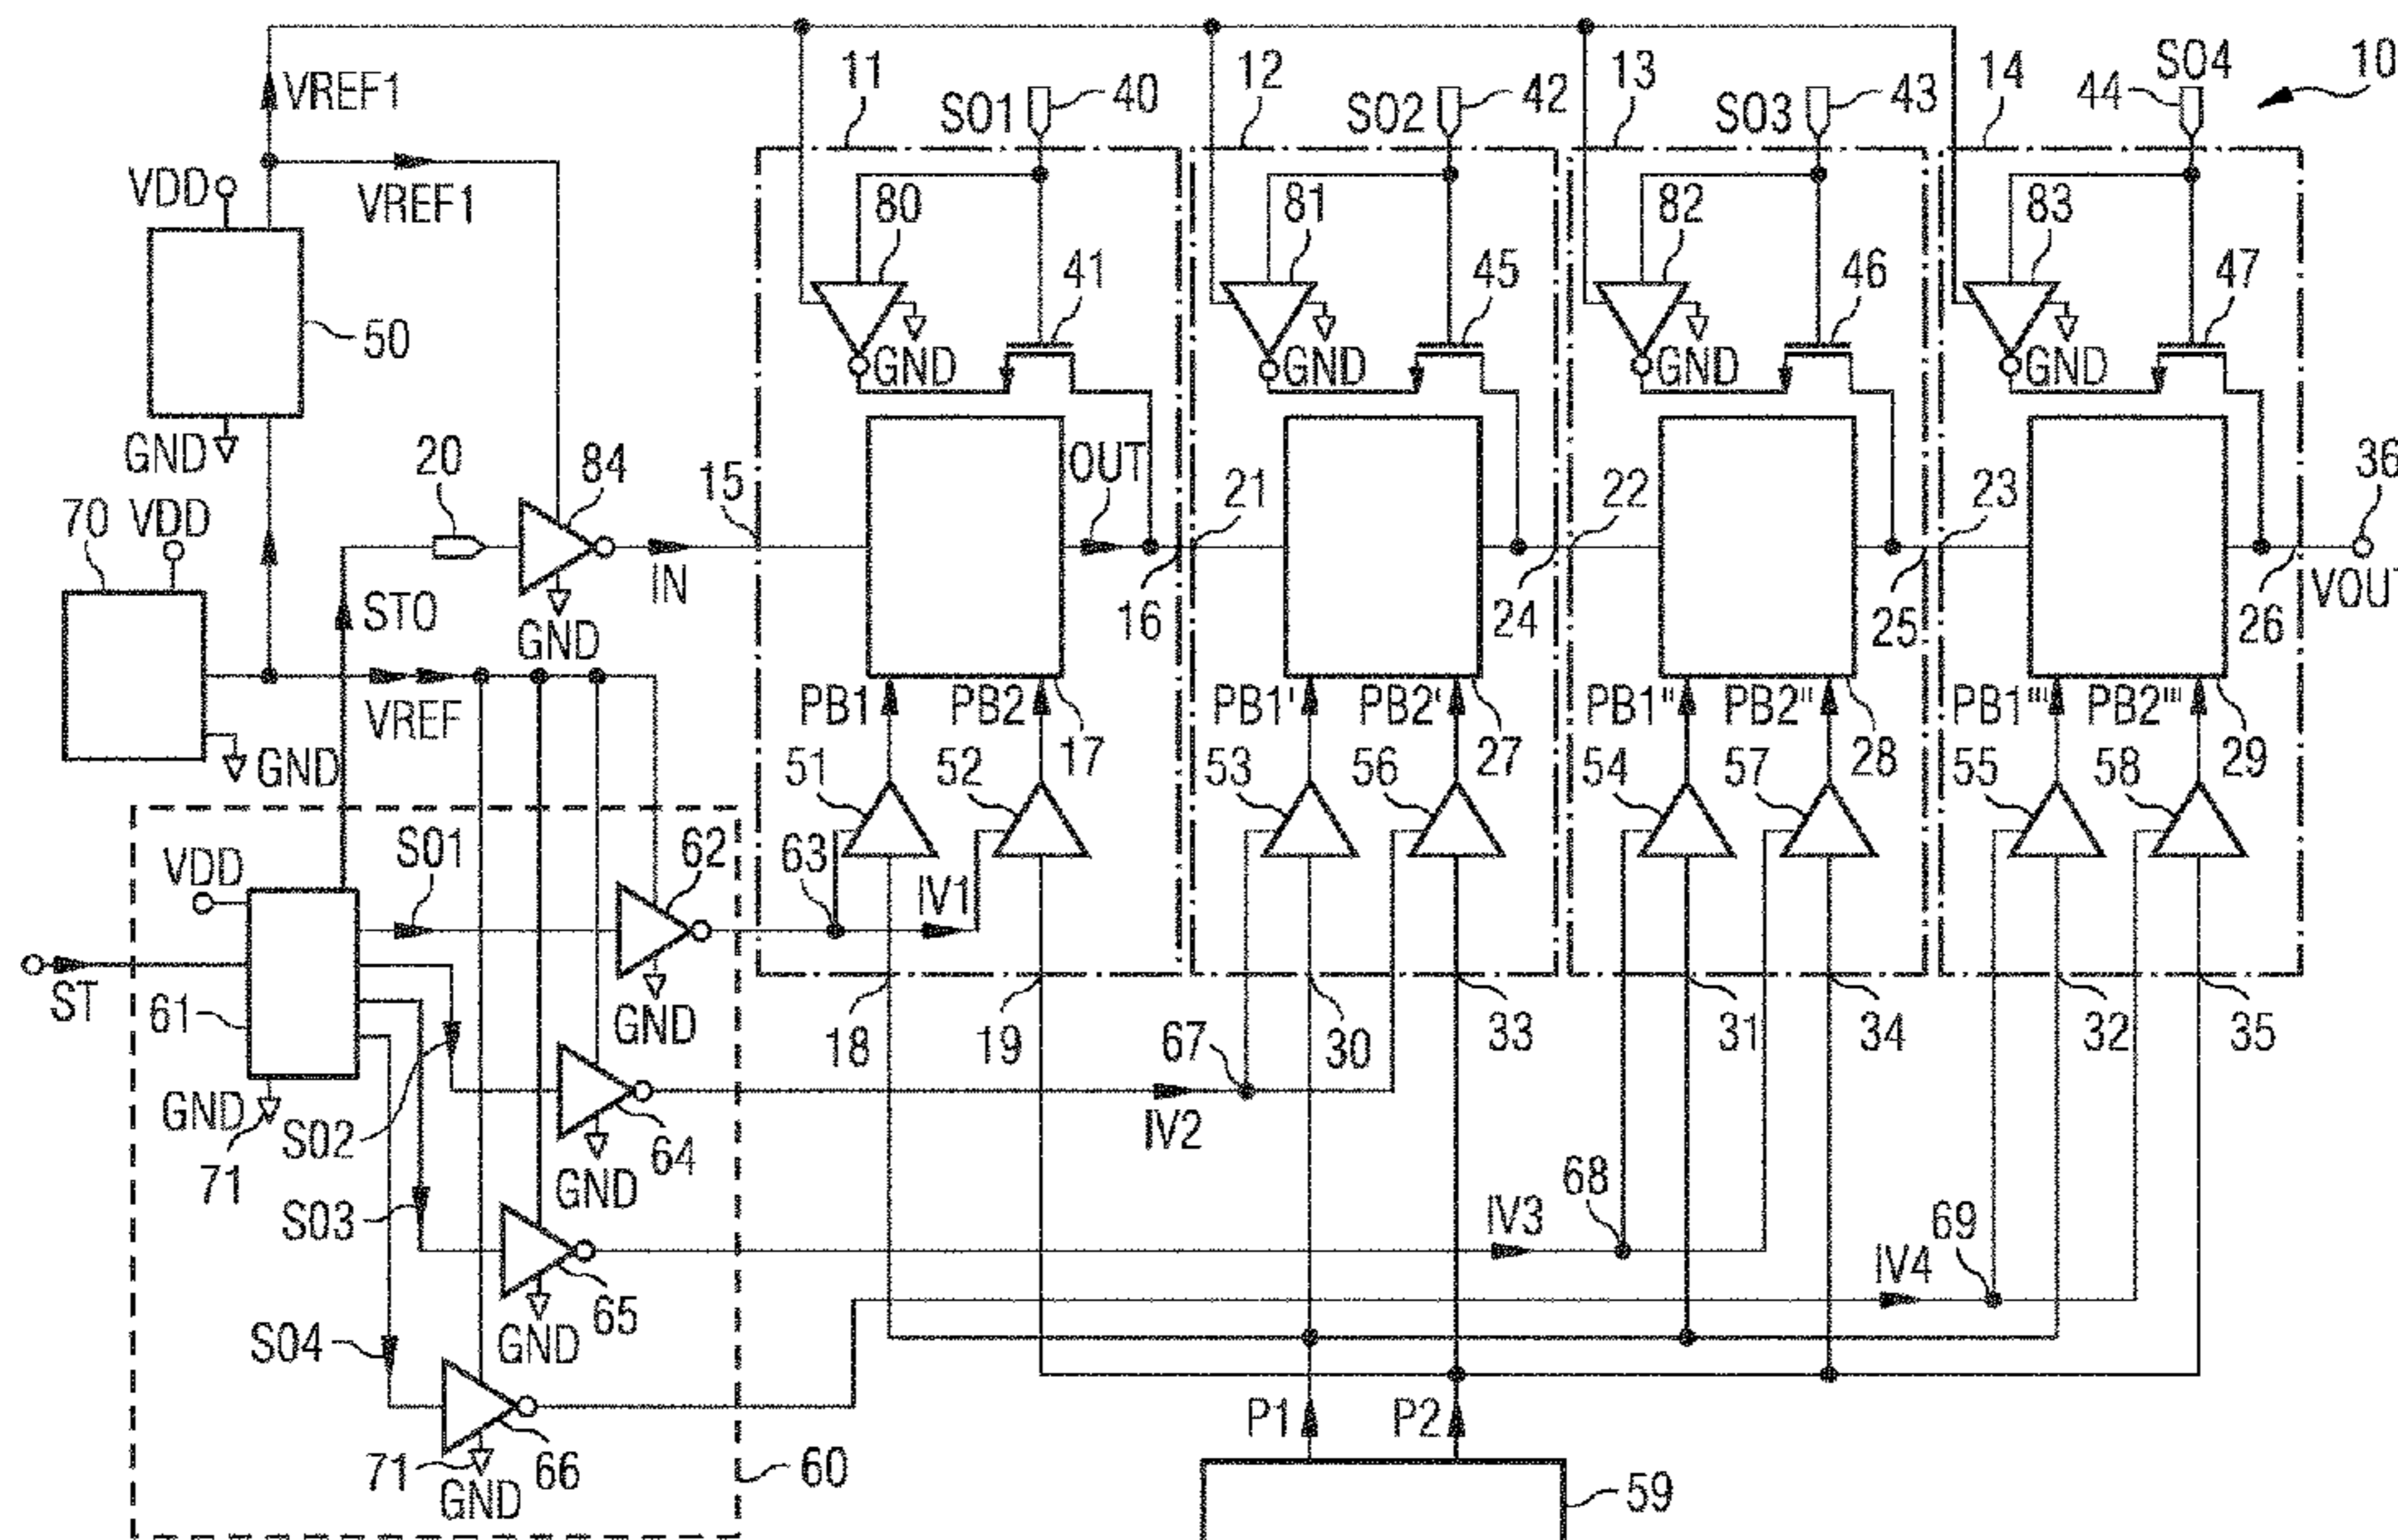 11 12 13 14 SO4 10
VREF1 SO1 40 SO2 42 SO3 43 44
VDD VREF1 80 81 82 83
41 45 46 47
50 GND GND GND GND
GND 20 84 15 OUT 21 22 23 36
70 VDD
STO GND IN 16 24 25 26 VOUT
VREF PB1 PB2 PB1' PB2' PB1" PB2" PB1"' PB2"'
GND 51 52 17 53 56 27 54 57 28 55 58 29
VDD S01 62 63 IV1
ST 61 GND 18 19 67 30 33 31 34 32 35
GND S02 64 IV2
71 GND 68
S03 65 IV3 69
S04 GND IV4
P1 P2
71 GND 66 60 59